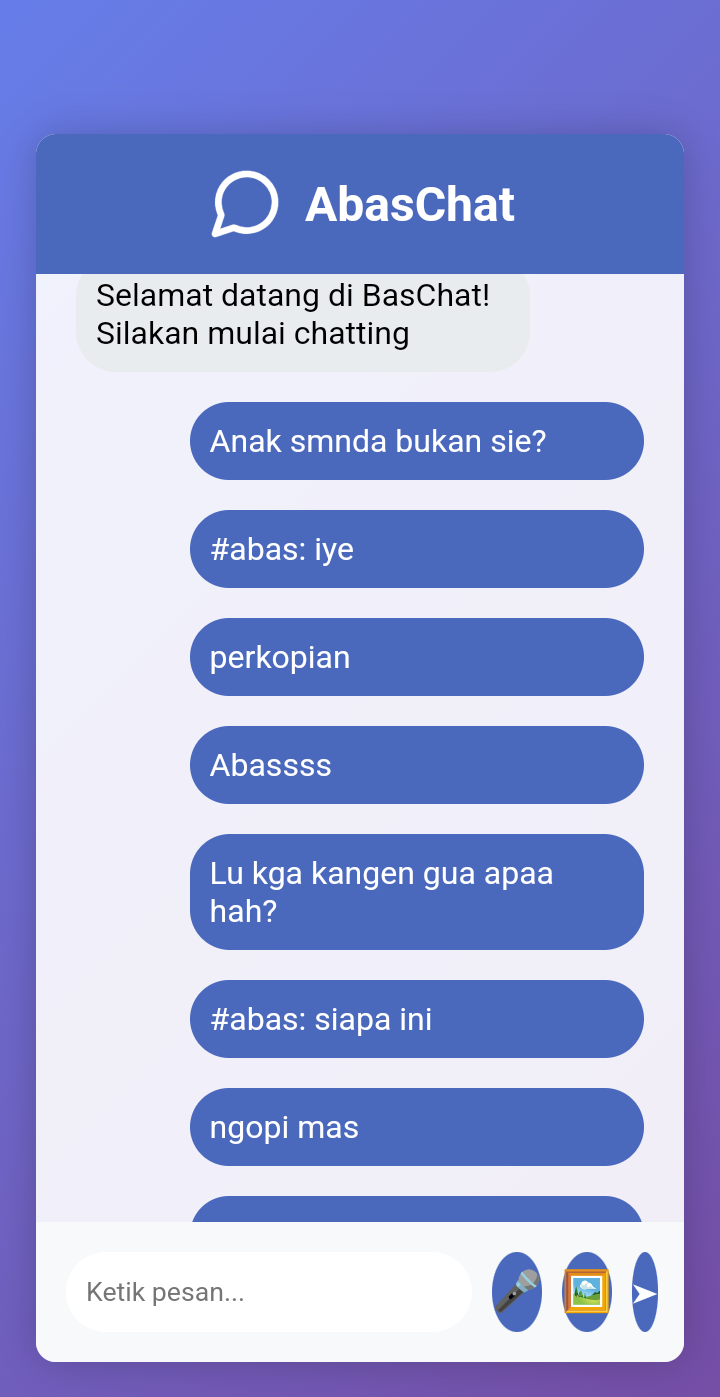 AbasChat
Selamat datang di BasChat!
Silakan mulai chatting
Anak smnda bukan sie?
#abas: iye
perkopian
Abassss
Lu kga kangen gua apaa
hah?
#abas: siapa ini
ngopi mas
Ketik pesan...